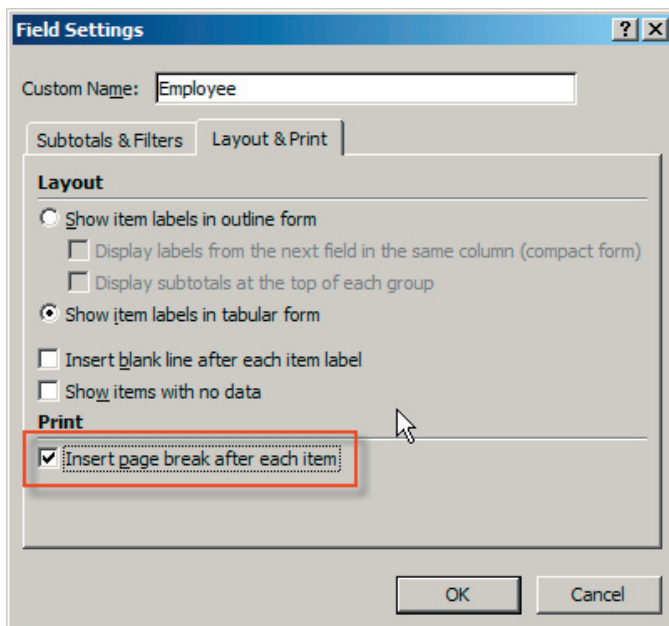 Field Settings
Custom Name: Employee
Subtotals & Filters Layout & Print
Layout
Show item labels in outline form
Display labels from the next field in the same column (compact form)
Display subtotals at the top of each group
Show item labels in tabular form
Insert blank line after each item label
Show items with no data
Print
Insert page break after each item
OK Cancel